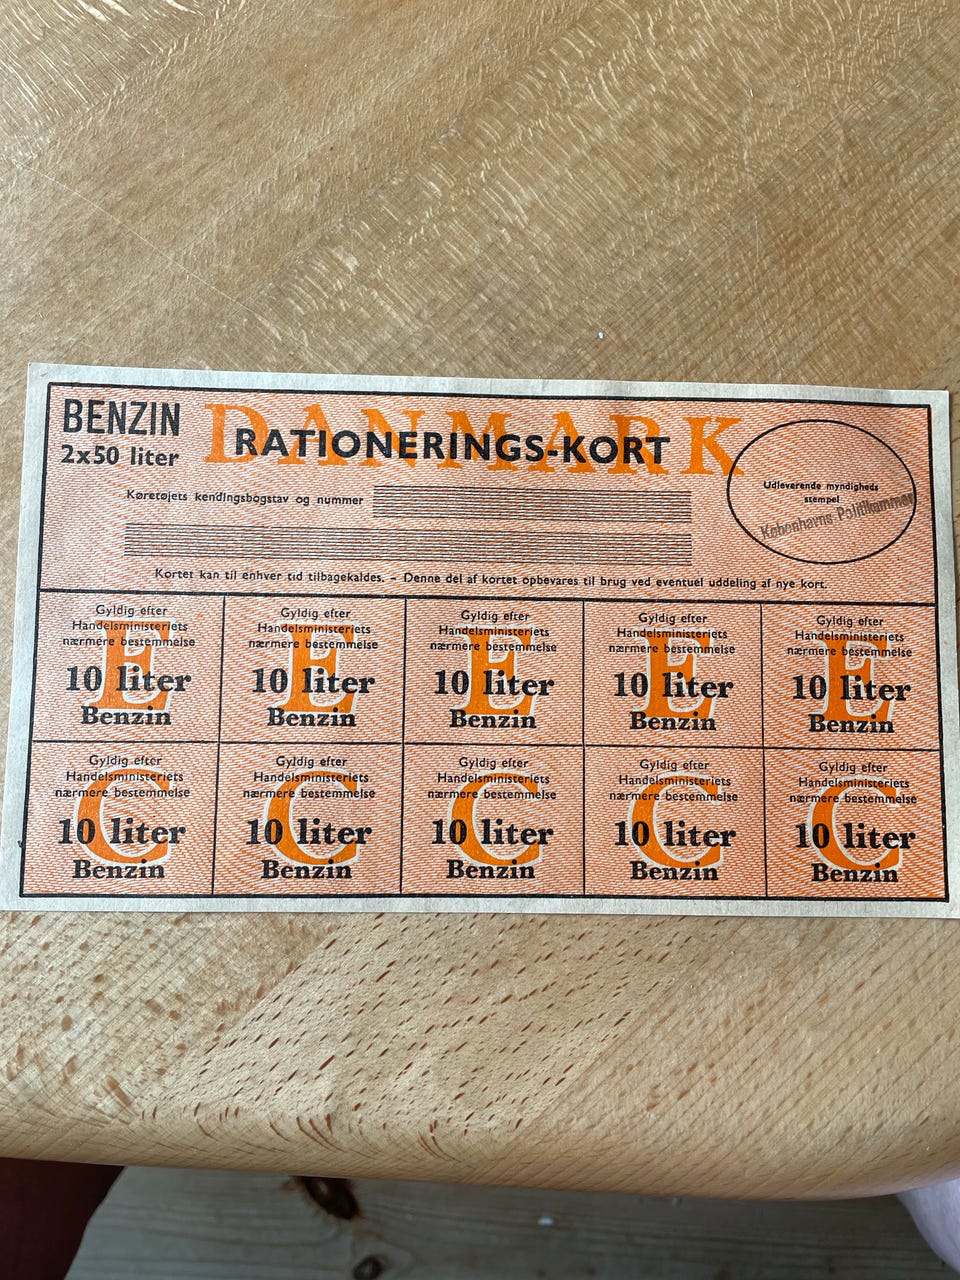 BENZIN
2x50 liter
DANMARK
RATIONERINGS-KORT
Køretøjets kendingsbogstav og nummer
Udleverende myndigheds
stempel
Københavns Politikammer
Kortet kan til enhver tid tilbagekaldes. – Denne del af kortet opbevares til brug ved eventuel uddeling af nye kort.
Gyldig efter
Handelsministeriets
nærmere bestemmelse
E
10 liter
Benzin
Gyldig efter
Handelsministeriets
nærmere bestemmelse
E
10 liter
Benzin
Gyldig efter
Handelsministeriets
nærmere bestemmelse
E
10 liter
Benzin
Gyldig efter
Handelsministeriets
nærmere bestemmelse
E
10 liter
Benzin
Gyldig efter
Handelsministeriets
nærmere bestemmelse
E
10 liter
Benzin
Gyldig efter
Handelsministeriets
nærmere bestemmelse
C
10 liter
Benzin
Gyldig efter
Handelsministeriets
nærmere bestemmelse
C
10 liter
Benzin
Gyldig efter
Handelsministeriets
nærmere bestemmelse
C
10 liter
Benzin
Gyldig efter
Handelsministeriets
nærmere bestemmelse
C
10 liter
Benzin
Gyldig efter
Handelsministeriets
nærmere bestemmelse
C
10 liter
Benzin